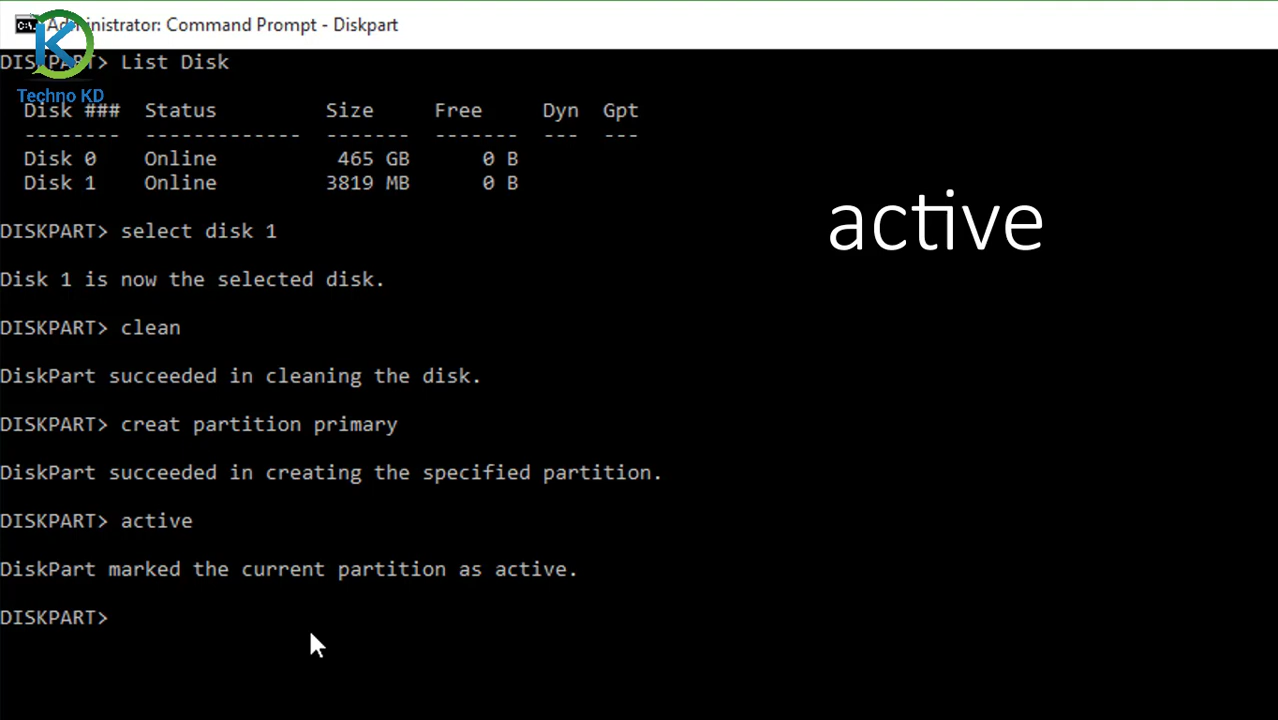 Administrator: Command Prompt - Diskpart
DISKPART> List Disk
Techno KD
Disk ### Status Size Free Dyn Gpt
-------- ------------- ------- ------- --- ---
Disk 0 Online 465 GB 0 B
Disk 1 Online 3819 MB 0 B
active
DISKPART> select disk 1
Disk 1 is now the selected disk.
DISKPART> clean
DiskPart succeeded in cleaning the disk.
DISKPART> creat partition primary
DiskPart succeeded in creating the specified partition.
DISKPART> active
DiskPart marked the current partition as active.
DISKPART>